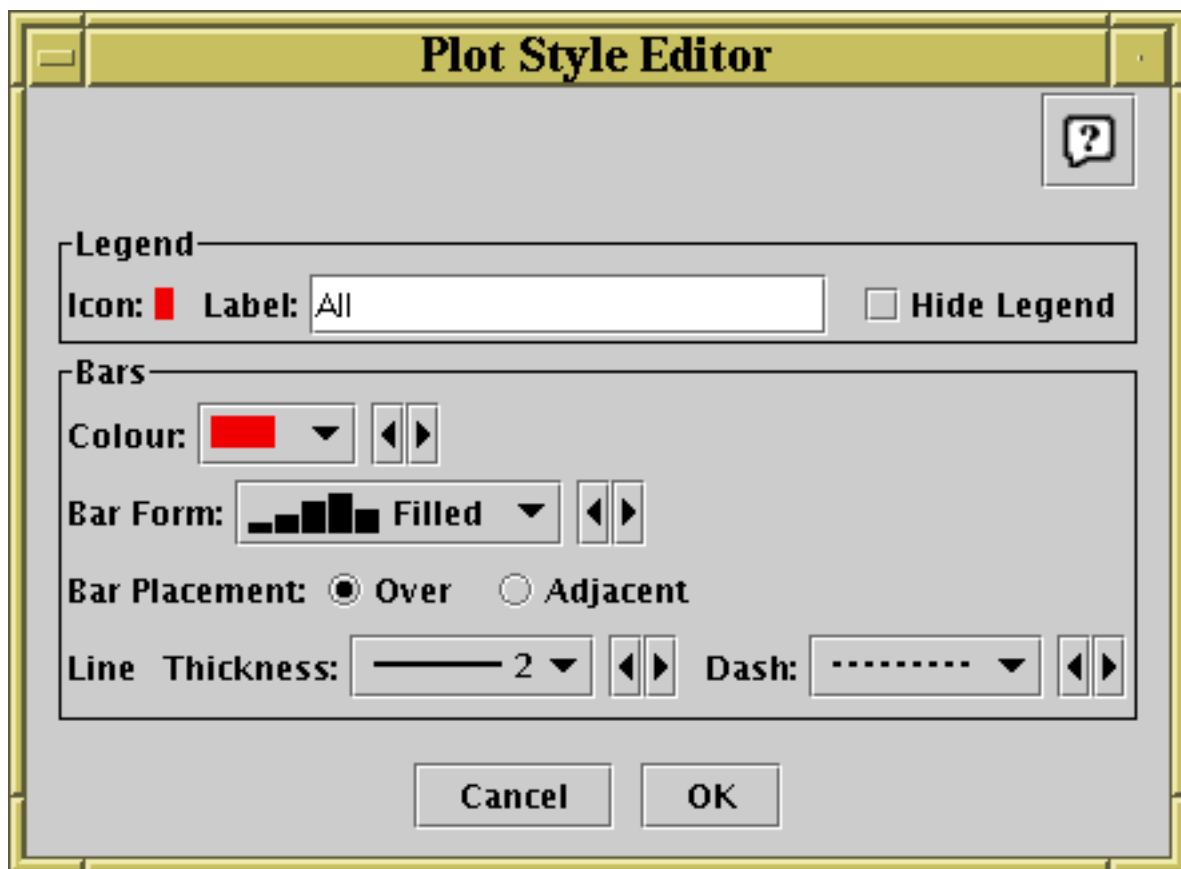 Plot Style Editor
?
Legend
Icon: Label: All Hide Legend
Bars
Colour:
Bar Form: Filled
Bar Placement: Over Adjacent
Line Thickness: 2 Dash:
Cancel OK